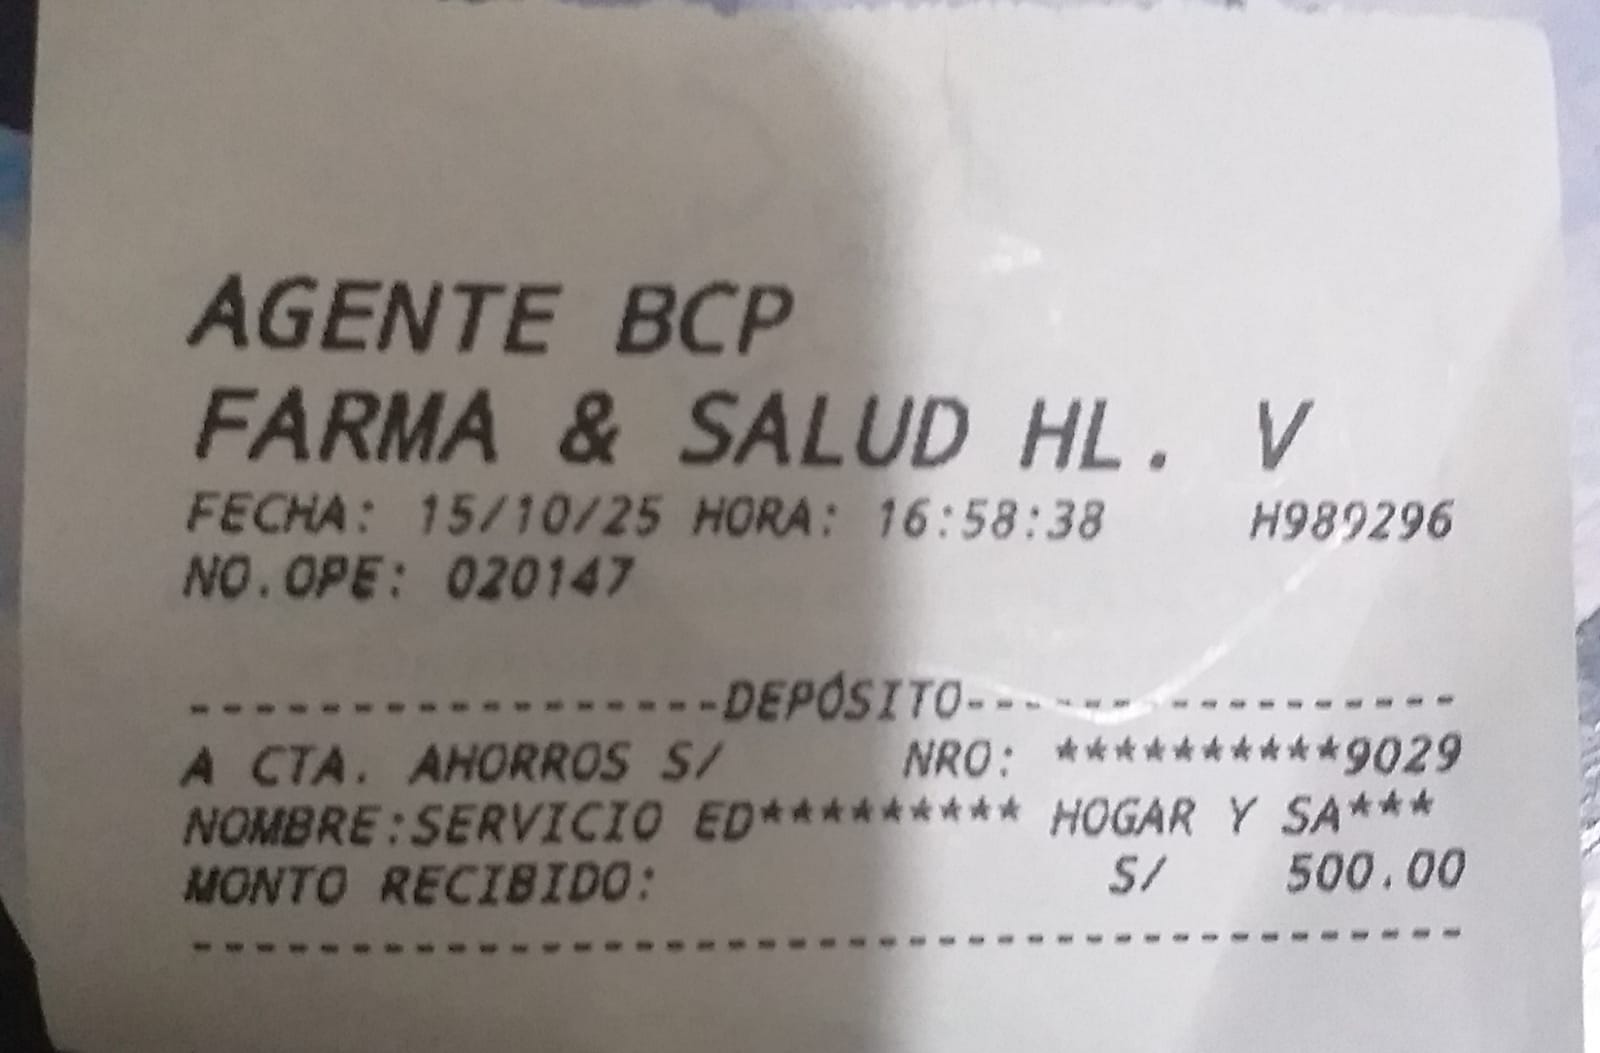 AGENTE BCP
FARMA & SALUD HL. V
FECHA: 15/10/25 HORA: 16:58:38 H989296
NO.OPE: 020147
------------------DEPÓSITO------------------
A CTA. AHORROS S/ NRO: **********9029
NOMBRE:SERVICIO ED********* HOGAR Y SA***
MONTO RECIBIDO: S/ 500.00
----------------------------------------